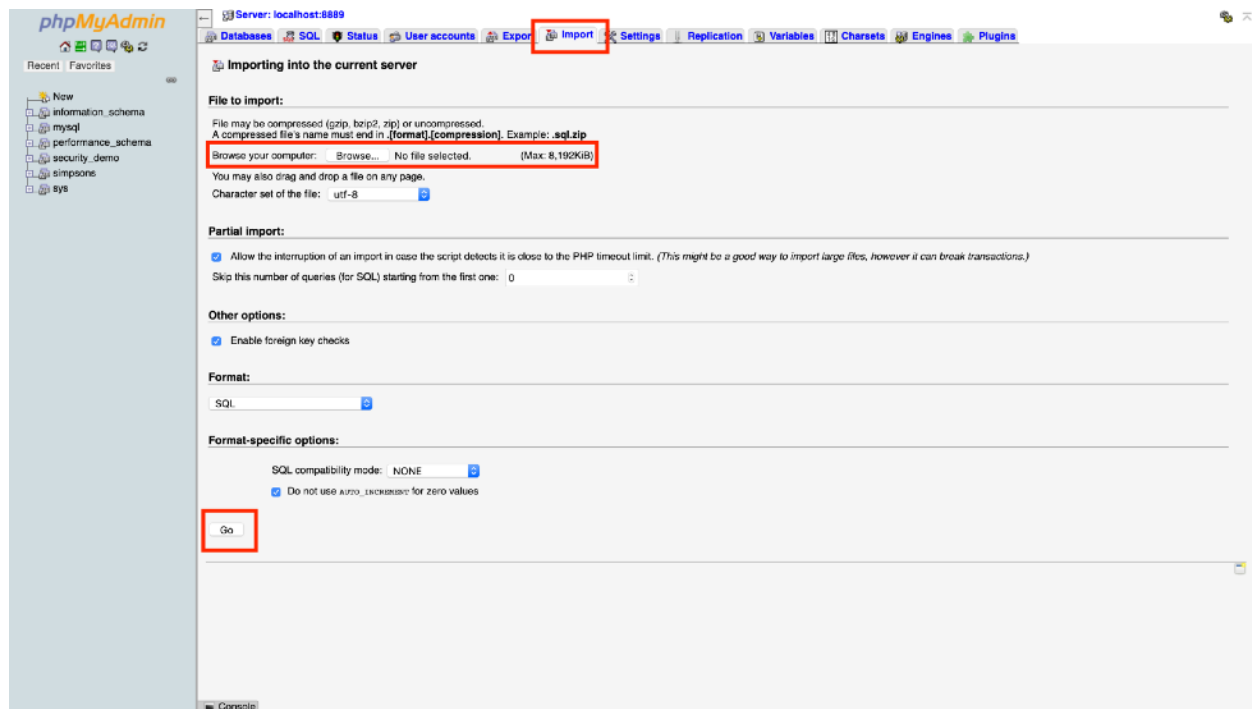 phpMyAdmin
Recent Favorites
New
information_schema
mysql
performance_schema
security_demo
simpsons
sys
Server: localhost:8889
Databases SQL Status User accounts Expor Import Settings Replication Variables Charsets Engines Plugins
Importing into the current server
File to import:
File may be compressed (gzip, bzip2, zip) or uncompressed.
A compressed file's name must end in .[format].[compression]. Example: .sql.zip
Browse your computer: Browse... No file selected. (Max: 8,192KiB)
You may also drag and drop a file on any page.
Character set of the file: utf-8
Partial import:
Allow the interruption of an import in case the script detects it is close to the PHP timeout limit. (This might be a good way to import large files, however it can break transactions.)
Skip this number of queries (for SQL) starting from the first one: 0
Other options:
Enable foreign key checks
Format:
SQL
Format-specific options:
SQL compatibility mode: NONE
Do not use AUTO_INCREMENT for zero values
Go
Console